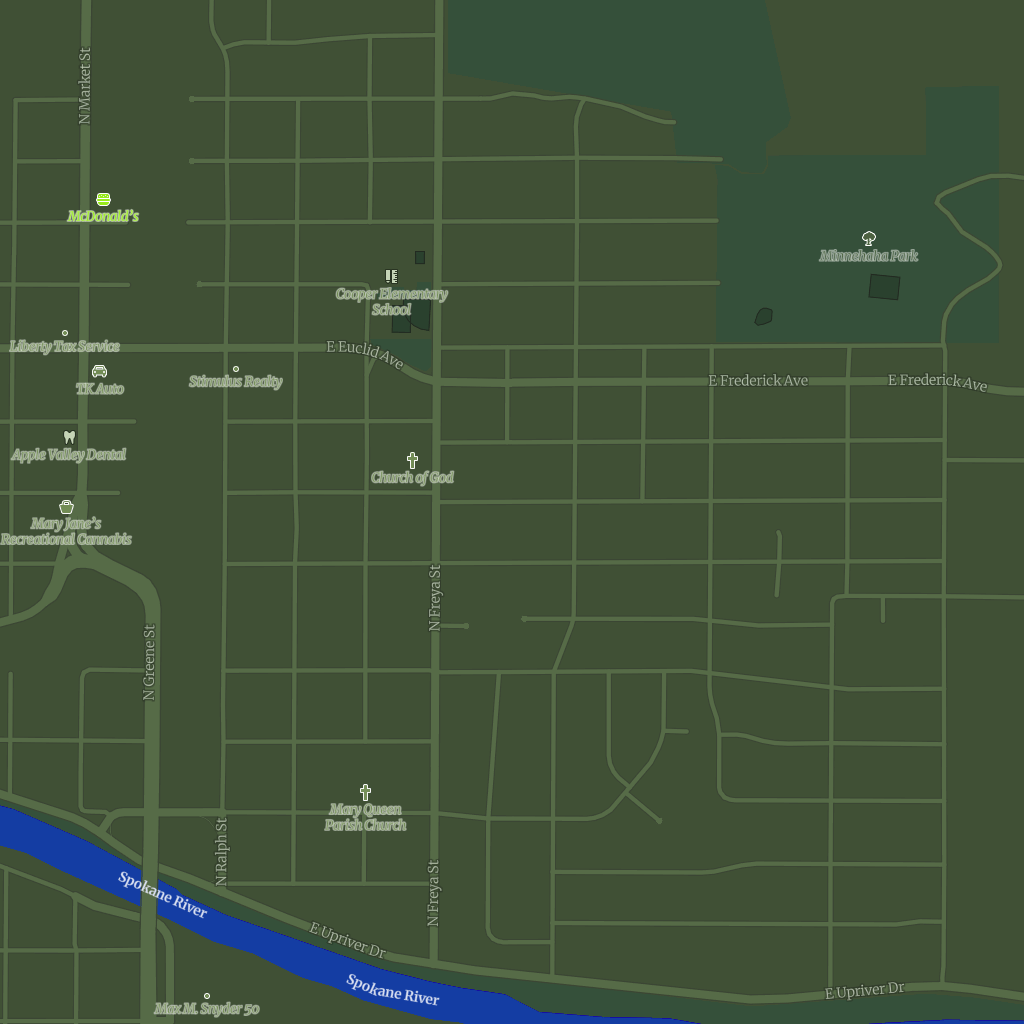 N Market St
McDonald's
Minnehaha Park
Cooper Elementary
School
Liberty Tax Service
E Euclid Ave
TK Auto
Stimulus Realty
E Frederick Ave
E Frederick Ave
Apple Valley Dental
Church of God
Mary Jane's
Recreational Cannabis
N Freya St
N Greene St
Mary Queen
Parish Church
N Ralph St
N Freya St
Spokane River
E Upriver Dr
Spokane River
E Upriver Dr
Max M. Snyder 50